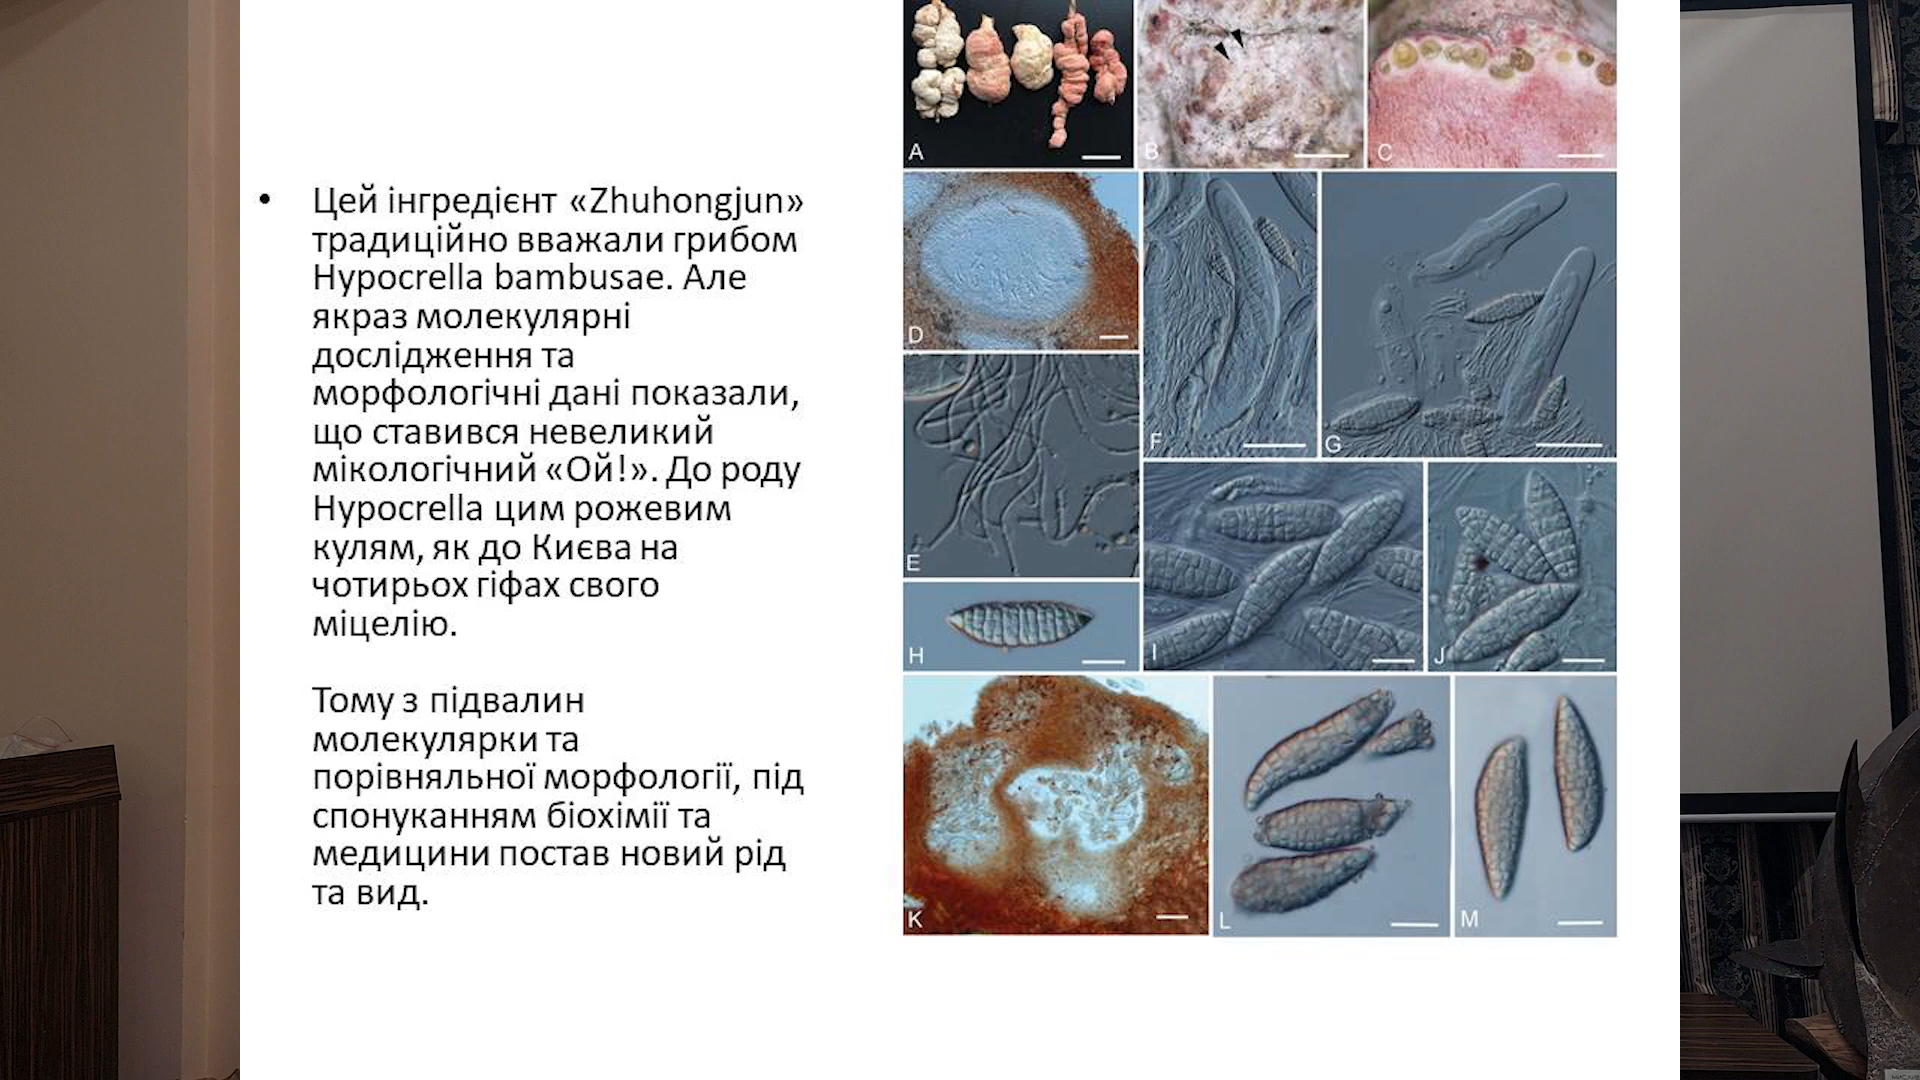 • Цей інгредієнт «Zhuhongjun»
традиційно вважали грибом
Hypocrella bambusae. Але
якраз молекулярні
дослідження та
морфологічні дані показали,
що ставився невеликий
мікологічний «Ой!». До роду
Hypocrella цим рожевим
кулям, як до Києва на
чотирьох гіфах свого
міцелію.
Тому з підвалин
молекулярки та
порівняльної морфології, під
спонуканням біохімії та
медицини постав новий рід
та вид.
A
B
C
D
F
G
E
H
I
J
K
L
M